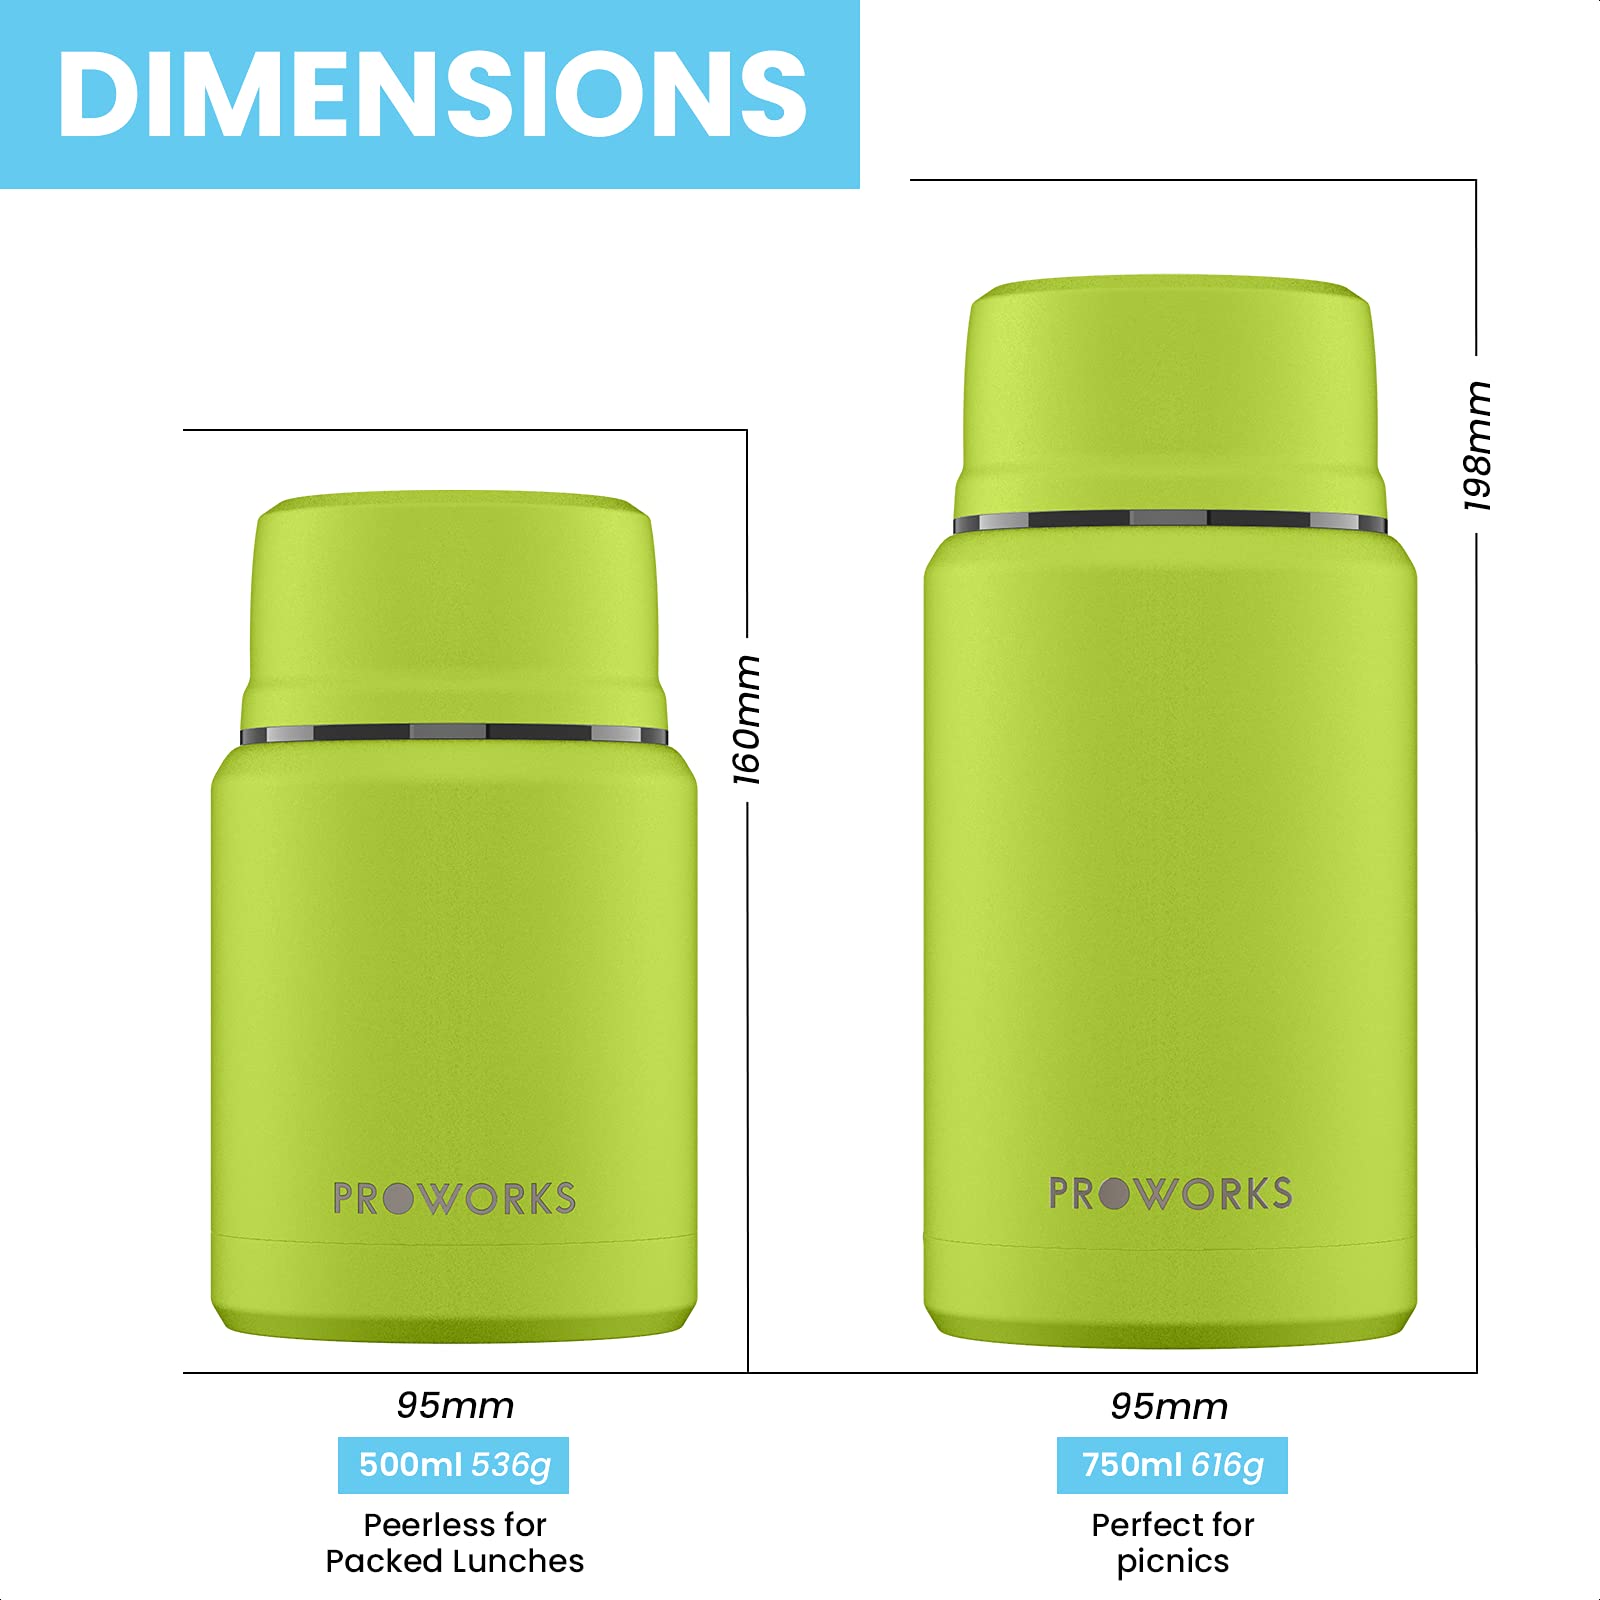 DIMENSIONS
198mm
160mm
PROWORKS
PROWORKS
95mm
500ml 536g
Peerless for
Packed Lunches
95mm
750ml 616g
Perfect for
picnics